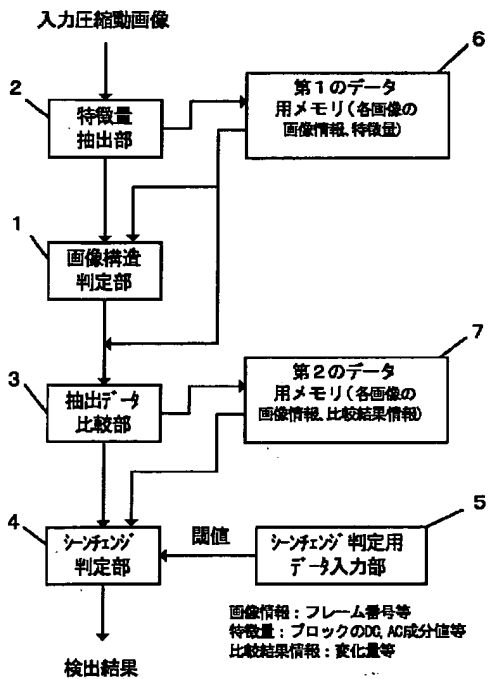 入力圧縮動画像
6
2
特徴量
抽出部
第1のデータ
用メモリ(各画像の
画像情報、特徴量)
1
画像構造
判定部
7
3
抽出ﾃﾞｰﾀ
比較部
第2のデータ
用メモリ(各画像の
画像情報、比較結果情報)
4
ｼｰﾝﾁｪﾝｼﾞ
判定部
閾値
5
ｼｰﾝﾁｪﾝｼﾞ判定用
データ入力部
画像情報:フレーム番号等
特徴量:ブロックのDC, AC成分値等
比較結果情報:変化量等
検出結果